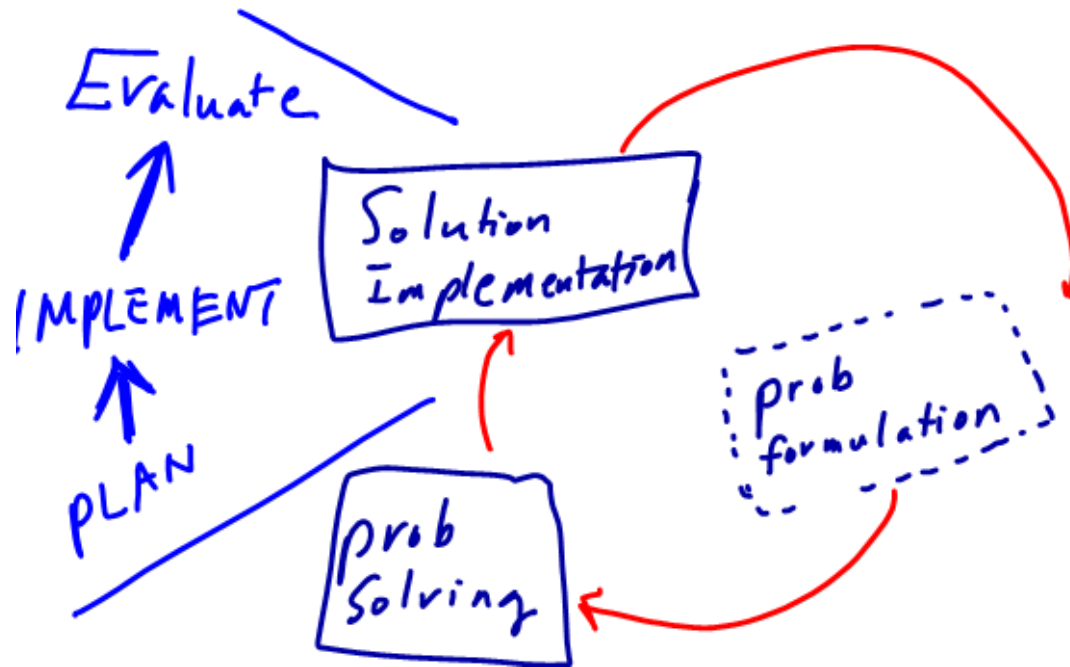 Evaluate
IMPLEMENT
PLAN
Solution
Implementation
prob
formulation
prob
Solving